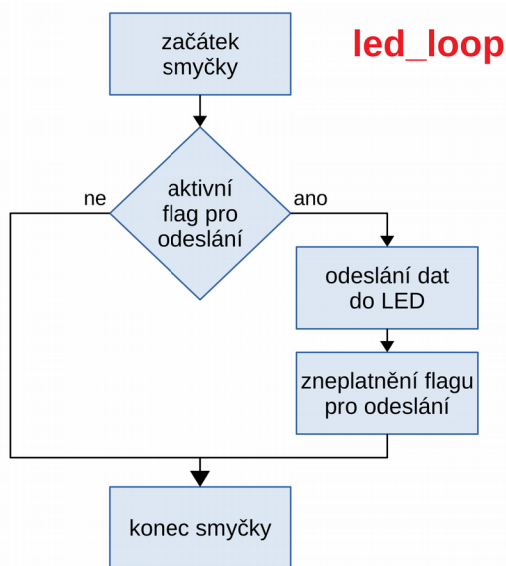 začátek
smyčky
led_loop
aktivní
flag pro
odeslání
ne
ano
odeslání dat
do LED
zneplatnění flagu
pro odeslání
konec smyčky